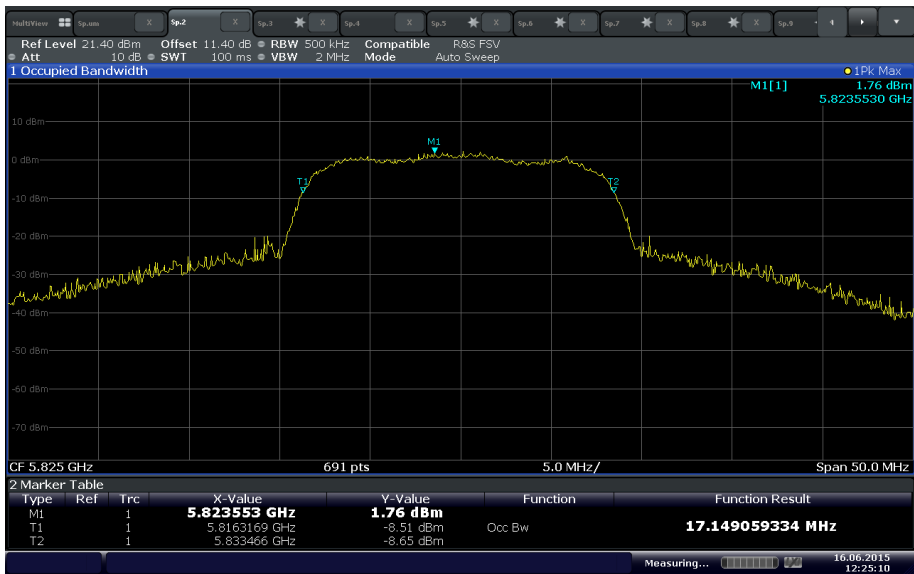 MultiView Sp.um X Sp.2 X Sp.3 X Sp.4 X Sp.5 X Sp.6 X Sp.7 X Sp.8 X Sp.9
Ref Level 21.40 dBm Offset 11.40 dB RBW 500 kHz Compatible R&S FSV
Att 10 dB SWT 100 ms VBW 2 MHz Mode Auto Sweep
1 Occupied Bandwidth 1Pk Max
M1[1] 1.76 dBm
5.8235530 GHz
10 dBm
M1
0 dBm
T1 T2
-10 dBm
-20 dBm
-30 dBm
-40 dBm
-50 dBm
-60 dBm
-70 dBm
CF 5.825 GHz 691 pts 5.0 MHz/ Span 50.0 MHz
2 Marker Table
Type Ref Trc X-Value Y-Value Function Function Result
M1 1 5.823553 GHz 1.76 dBm
T1 1 5.8163169 GHz -8.51 dBm Occ Bw 17.149059334 MHz
T2 1 5.833466 GHz -8.65 dBm
Measuring... 16.06.2015
12:25:10